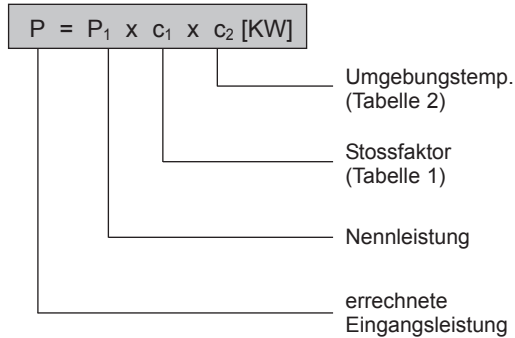 P = P₁ x c₁ x c₂ [KW]
Umgebungstemp.
(Tabelle 2)
Stossfaktor
(Tabelle 1)
Nennleistung
errechnete
Eingangsleistung